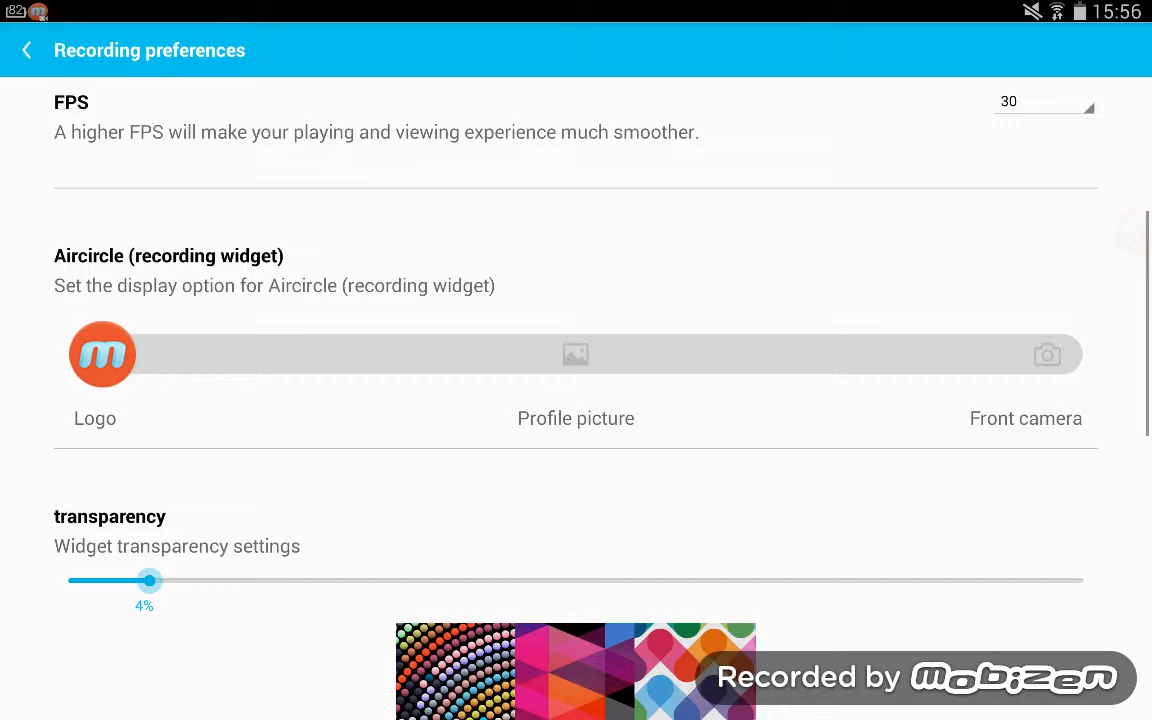 82
15:56
Recording preferences
FPS
30
A higher FPS will make your playing and viewing experience much smoother.
Aircircle (recording widget)
Set the display option for Aircircle (recording widget)
m
Logo
Profile picture
Front camera
transparency
Widget transparency settings
4%
Recorded by mobizen